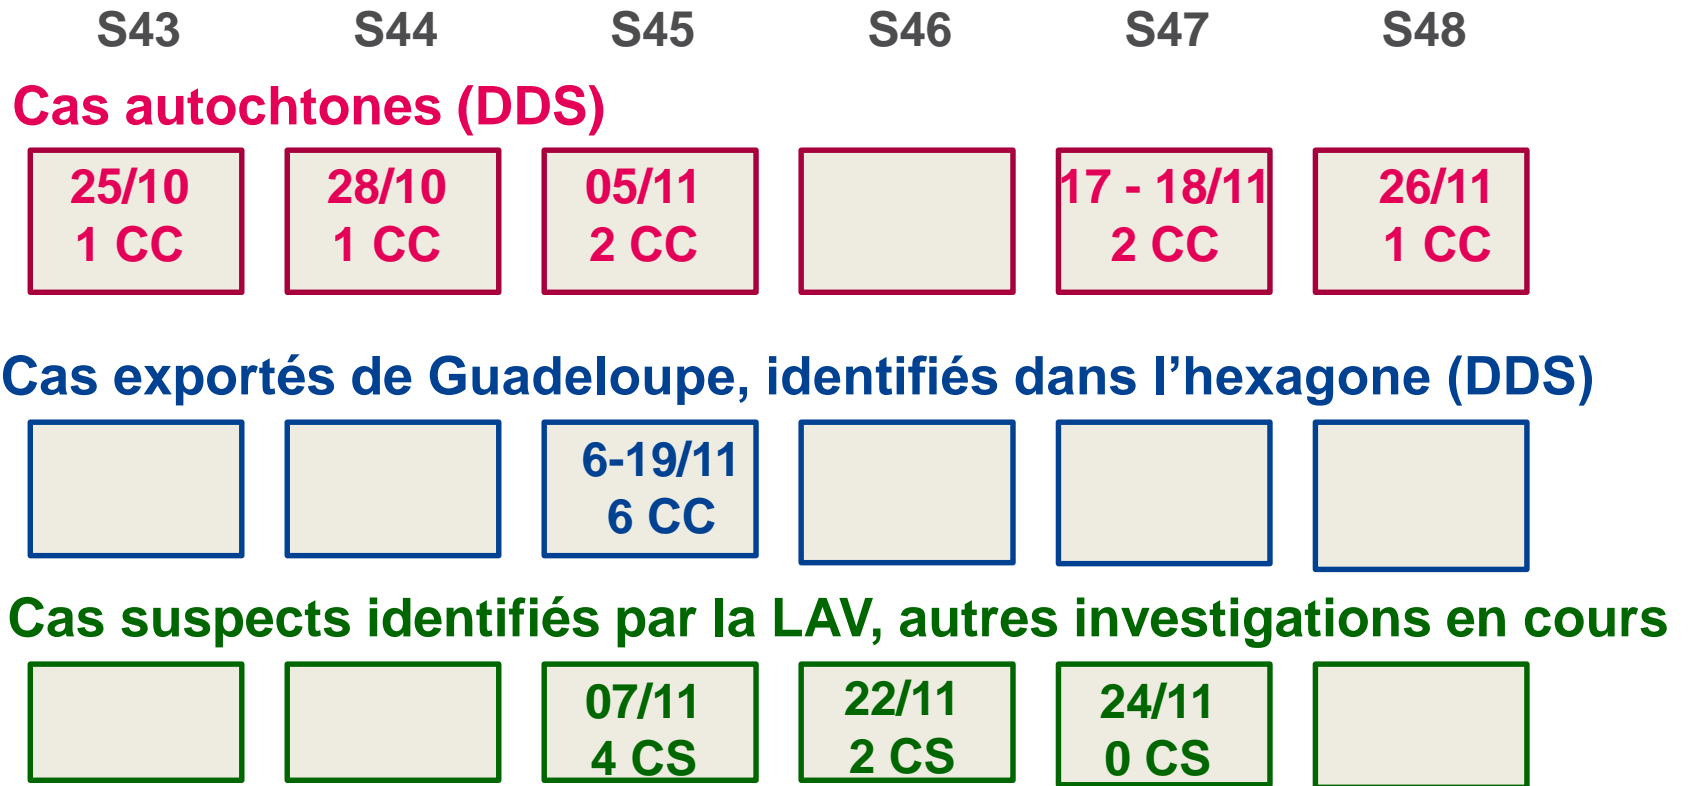 S43 S44 S45 S46 S47 S48
Cas autochtones (DDS)
25/10 28/10 05/11 17 - 18/11 26/11
1 CC 1 CC 2 CC 2 CC 1 CC
Cas exportés de Guadeloupe, identifiés dans l’hexagone (DDS)
6-19/11
6 CC
Cas suspects identifiés par la LAV, autres investigations en cours
07/11 22/11 24/11
4 CS 2 CS 0 CS